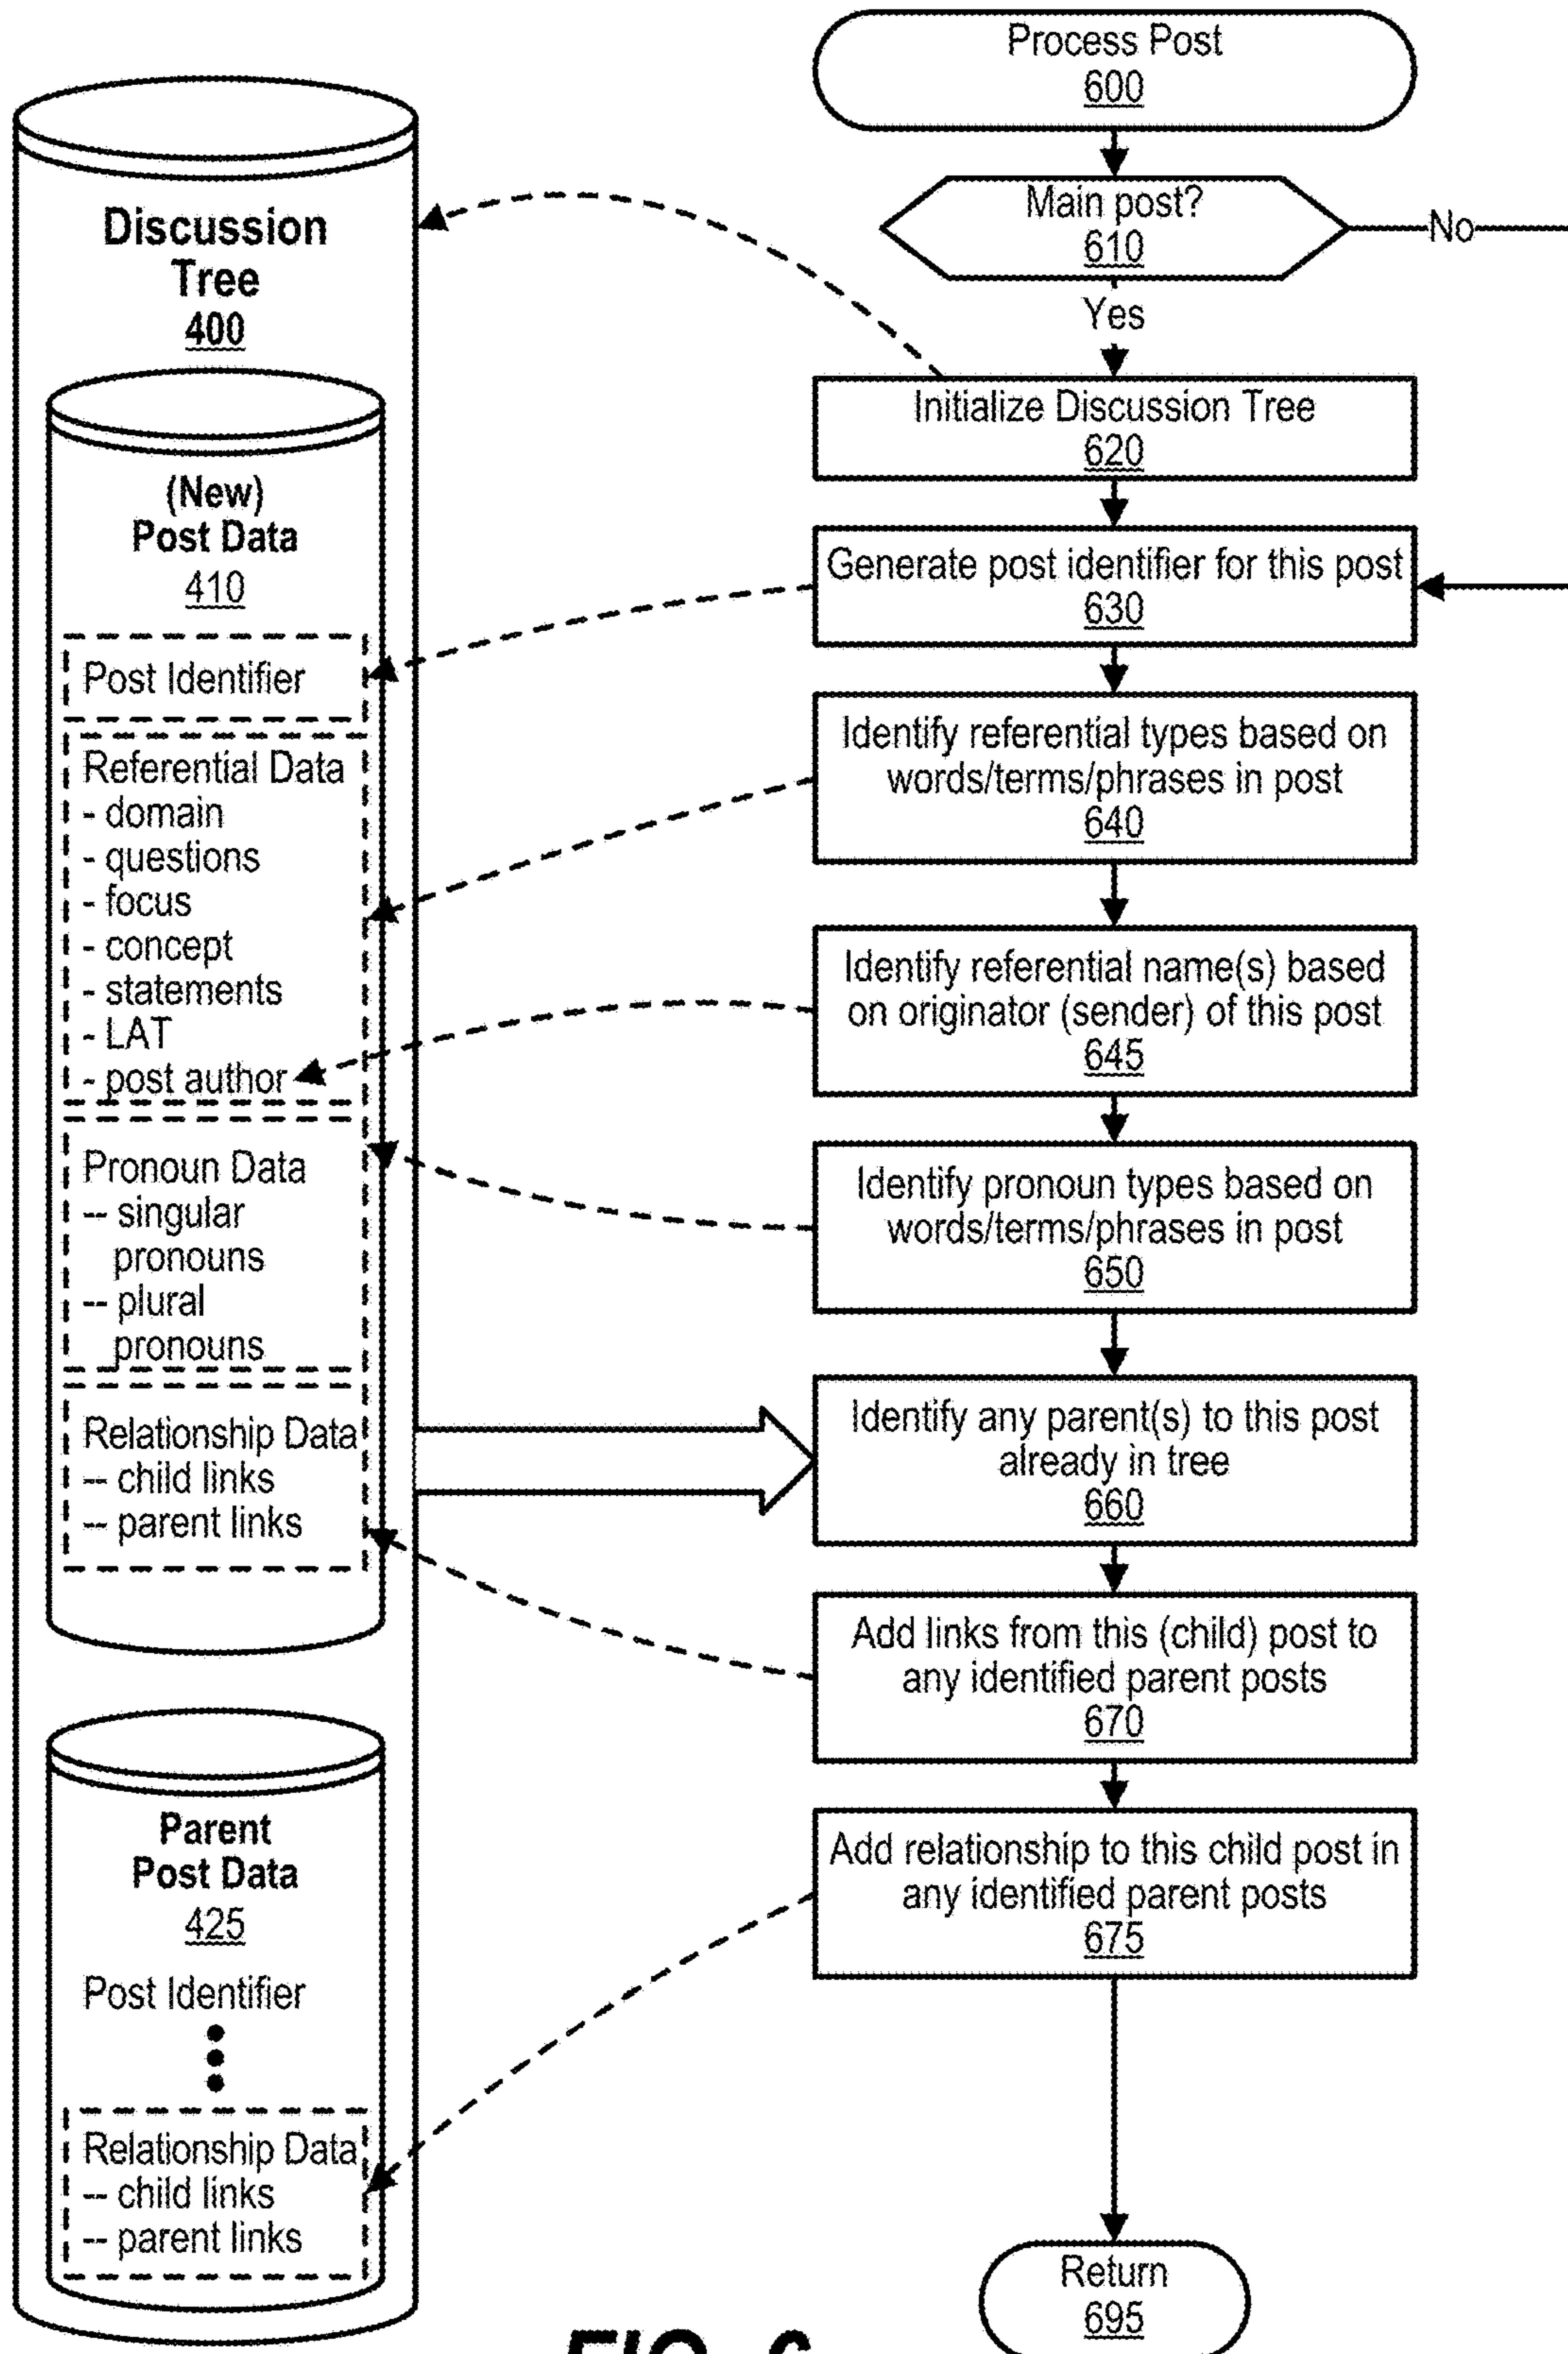 Process Post
600
Main post?
610
No
Yes
Initialize Discussion Tree
620
Generate post identifier for this post
630
Identify referential types based on
words/terms/phrases in post
640
Identify referential name(s) based
on originator (sender) of this post
645
Identify pronoun types based on
words/terms/phrases in post
650
Identify any parent(s) to this post
already in tree
660
Add links from this (child) post to
any identified parent posts
670
Add relationship to this child post in
any identified parent posts
675
Return
695
Discussion
Tree
400
(New)
Post Data
410
Post Identifier
Referential Data
- domain
- questions
- focus
- concept
- statements
- LAT
- post author
Pronoun Data
-- singular
pronouns
-- plural
pronouns
Relationship Data
-- child links
-- parent links
Parent
Post Data
425
Post Identifier
Relationship Data
-- child links
-- parent links
FIG. 6